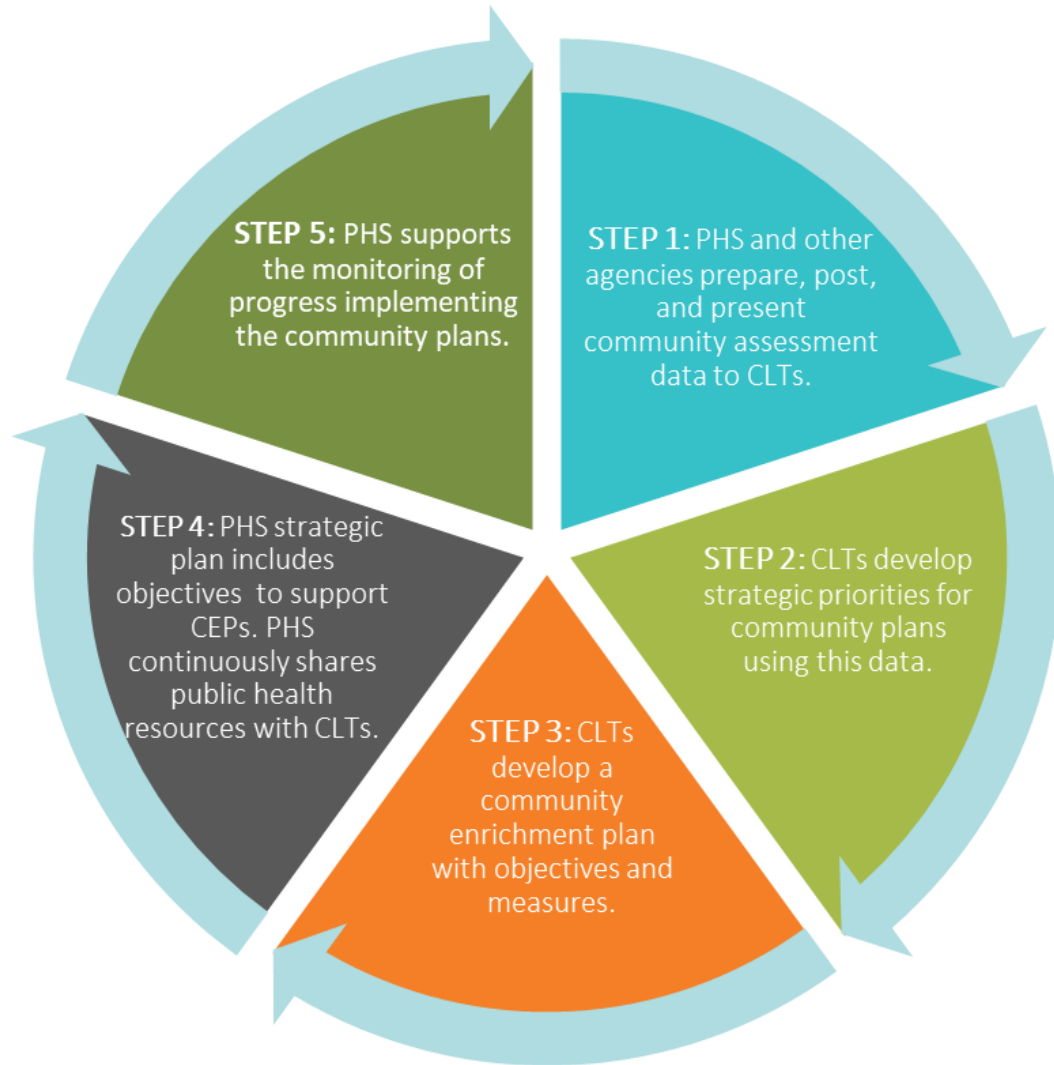 STEP 1: PHS and other
agencies prepare, post,
and present
community assessment
data to CLTs.
STEP 2: CLTs develop
strategic priorities for
community plans
using this data.
STEP 3: CLTs
develop a
community
enrichment plan
with objectives and
measures.
STEP 4: PHS strategic
plan includes
objectives  to support
CEPs. PHS
continuously shares
public health
resources with CLTs.
STEP 5: PHS supports
the monitoring of
progress implementing
the community plans.